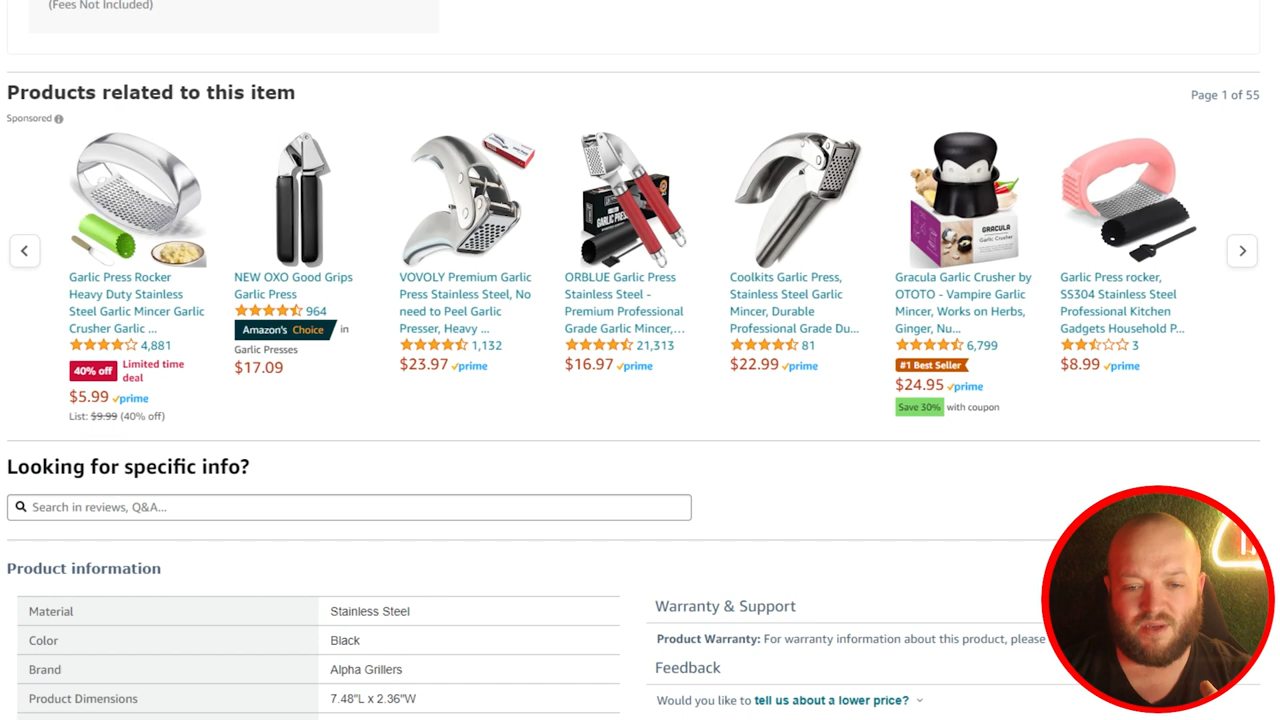 (Fees Not Included)
Products related to this item
Page 1 of 55
Sponsored
Garlic Press Rocker
Heavy Duty Stainless
Steel Garlic Mincer Garlic
Crusher Garlic ...
4,881
40% off Limited time
deal
$5.99 prime
List: $9.99 (40% off)
NEW OXO Good Grips
Garlic Press
964
Amazon's Choice in
Garlic Presses
$17.09
VOVOLY Premium Garlic
Press Stainless Steel, No
need to Peel Garlic
Presser, Heavy ...
1,132
$23.97 prime
GARLIC PRESS
ORBLUE Garlic Press
Stainless Steel -
Premium Professional
Grade Garlic Mincer,...
21,313
$16.97 prime
Coolkits Garlic Press,
Stainless Steel Garlic
Mincer, Durable
Professional Grade Du...
81
$22.99 prime
GRACULA
Garlic Crusher
Gracula Garlic Crusher by
OTOTO - Vampire Garlic
Mincer, Works on Herbs,
Ginger, Nu...
6,799
#1 Best Seller
$24.95 prime
Save 30% with coupon
Garlic Press rocker,
SS304 Stainless Steel
Professional Kitchen
Gadgets Household P...
3
$8.99 prime
Looking for specific info?
Search in reviews, Q&A...
Product information
Material Stainless Steel
Color Black
Brand Alpha Grillers
Product Dimensions 7.48"L x 2.36"W
Warranty & Support
Product Warranty: For warranty information about this product, please
Feedback
Would you like to tell us about a lower price?